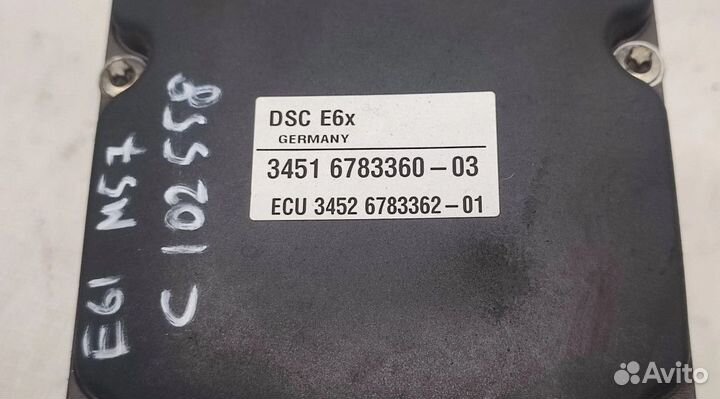 DSC E6x
GERMANY
3451 6783360-03
ECU 3452 6783362-01
E61 M57
C 102558
Avito